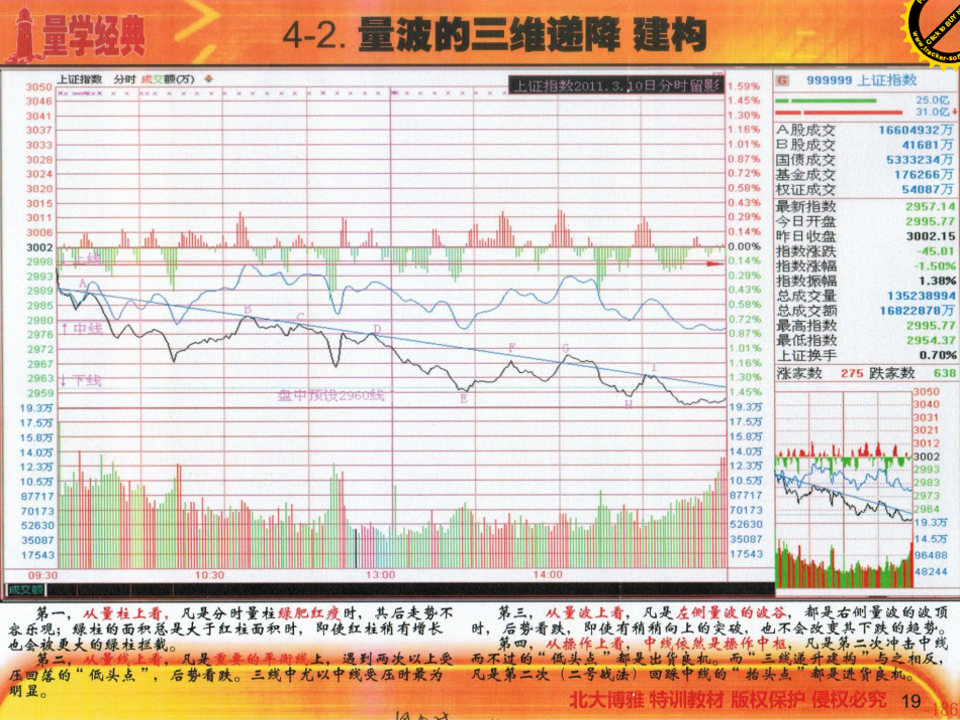 量学经典
4-2. 量波的三维递降 建构
Click to BUY
www.tracker-so
上证指数 分时 成交额(万)
上证指数2011.3.10日分时留影
3050
3046
3041
3037
3033
3028
3024
3020
3015
3011
3006
3002
2998
2993
2989
2985
2980
2976
2972
2967
2963
2959
19.3万
17.5万
15.8万
14.0万
12.3万
10.5万
87717
70173
52630
35087
17543
1.59%
1.45%
1.30%
1.16%
1.01%
0.87%
0.72%
0.58%
0.43%
0.29%
0.14%
0.00%
0.14%
0.29%
0.43%
0.58%
0.72%
0.87%
1.01%
1.16%
1.30%
1.45%
19.3万
17.5万
15.8万
14.0万
12.3万
10.5万
87717
70173
52630
35087
17543
上线
A
B
C
D
↑中线
F
G
I
↓下线
盘中预设2960线
E
H
09:30 10:30 13:00 14:00
成交额
G 999999 上证指数
25.0亿
31.0亿
A股成交 16604932万
B股成交 41681万
国债成交 5333234万
基金成交 176266万
权证成交 54087万
最新指数 2957.14
今日开盘 2995.77
昨日收盘 3002.15
指数涨跌 -45.01
指数涨幅 -1.50%
指数振幅 1.38%
总成交量 135238994
总成交额 16822878万
最高指数 2995.77
最低指数 2954.37
上证换手 0.70%
涨家数 275 跌家数 638
3050
3040
3031
3021
3012
3002
2993
2983
2973
2964
19.3万
14.5万
96488
48244
第一，从量柱上看，凡是分时量柱绿肥红瘦时，其后走势不
容乐观；绿柱的面积总是大于红柱面积时，即使红柱稍有增长
也会被更大的绿柱拦截。
第二，从量线上看，凡是重要的平衡线上，遇到两次以上受
压回落的“低头点”，后势看跌。三线中尤以中线受压时最为
明显。
第三，从量波上看，凡是左侧量波的波谷，都是右侧量波的波顶
时，后势看跌，即使有稍稍向上的突破，也不会改变其下跌的趋势。
第四，从操作上看，中线依然是操作中枢，凡是第二次冲击中线
而不过的“低头点”都是出货良机。而“三线递升建构”与之相反，
凡是第二次（二号战法）回踩中线的“抬头点”都是进货良机。
北大博雅 特训教材 版权保护 侵权必究 19
186